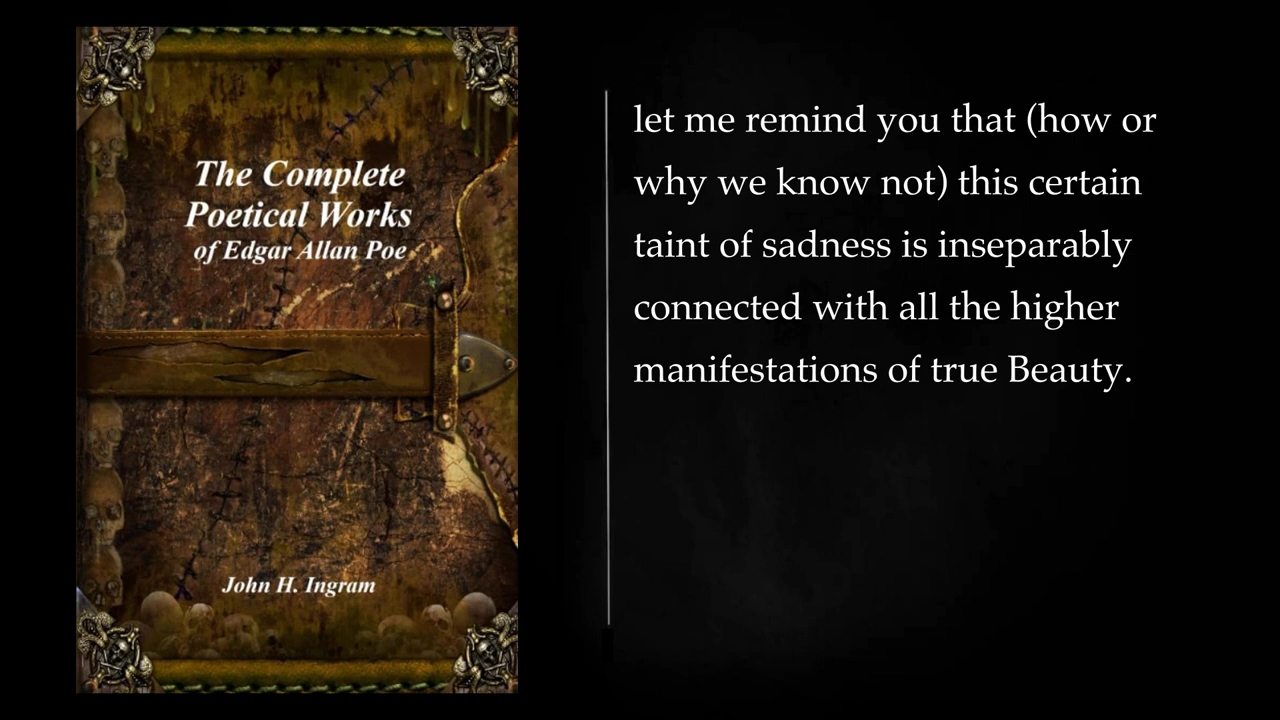 The Complete
Poetical Works
of Edgar Allan Poe
John H. Ingram
let me remind you that (how or
why we know not) this certain
taint of sadness is inseparably
connected with all the higher
manifestations of true Beauty.